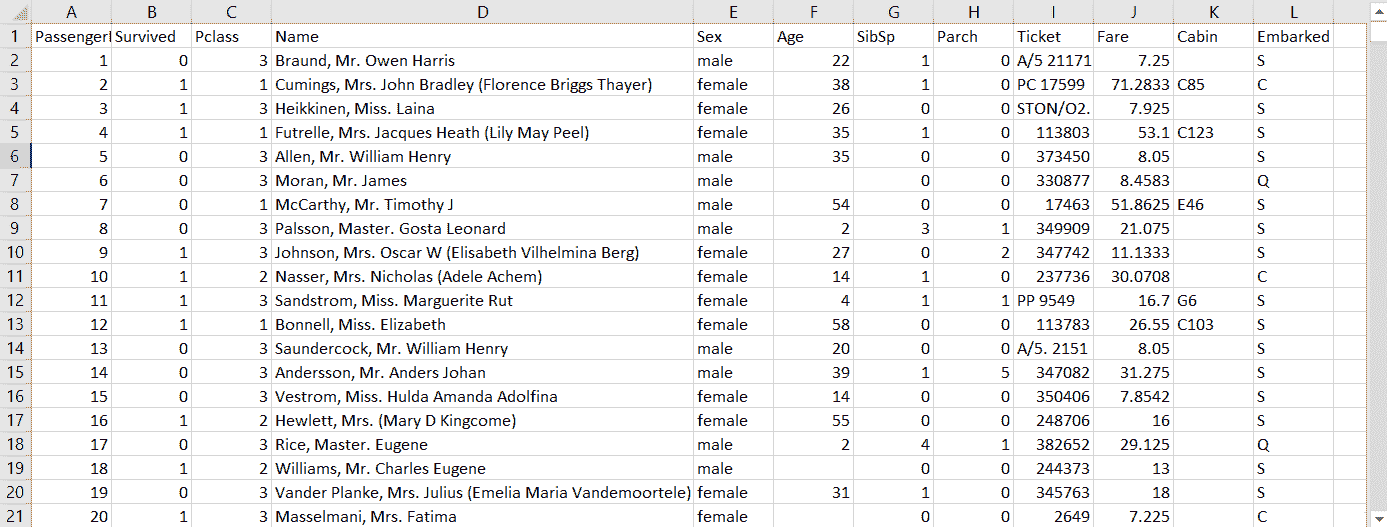 A B C D E F G H I J K L
1 Passenger Survived Pclass Name Sex Age SibSp Parch Ticket Fare Cabin Embarked
2 1 0 3 Braund, Mr. Owen Harris male 22 1 0 A/5 21171 7.25 S
3 2 1 1 Cumings, Mrs. John Bradley (Florence Briggs Thayer) female 38 1 0 PC 17599 71.2833 C85 C
4 3 1 3 Heikkinen, Miss. Laina female 26 0 0 STON/O2. 7.925 S
5 4 1 1 Futrelle, Mrs. Jacques Heath (Lily May Peel) female 35 1 0 113803 53.1 C123 S
6 5 0 3 Allen, Mr. William Henry male 35 0 0 373450 8.05 S
7 6 0 3 Moran, Mr. James male 0 0 330877 8.4583 Q
8 7 0 1 McCarthy, Mr. Timothy J male 54 0 0 17463 51.8625 E46 S
9 8 0 3 Palsson, Master. Gosta Leonard male 2 3 1 349909 21.075 S
10 9 1 3 Johnson, Mrs. Oscar W (Elisabeth Vilhelmina Berg) female 27 0 2 347742 11.1333 S
11 10 1 2 Nasser, Mrs. Nicholas (Adele Achem) female 14 1 0 237736 30.0708 C
12 11 1 3 Sandstrom, Miss. Marguerite Rut female 4 1 1 PP 9549 16.7 G6 S
13 12 1 1 Bonnell, Miss. Elizabeth female 58 0 0 113783 26.55 C103 S
14 13 0 3 Saundercock, Mr. William Henry male 20 0 0 A/5. 2151 8.05 S
15 14 0 3 Andersson, Mr. Anders Johan male 39 1 5 347082 31.275 S
16 15 0 3 Vestrom, Miss. Hulda Amanda Adolfina female 14 0 0 350406 7.8542 S
17 16 1 2 Hewlett, Mrs. (Mary D Kingcome) female 55 0 0 248706 16 S
18 17 0 3 Rice, Master. Eugene male 2 4 1 382652 29.125 Q
19 18 1 2 Williams, Mr. Charles Eugene male 0 0 244373 13 S
20 19 0 3 Vander Planke, Mrs. Julius (Emelia Maria Vandemoortele) female 31 1 0 345763 18 S
21 20 1 3 Masselmani, Mrs. Fatima female 0 0 2649 7.225 C